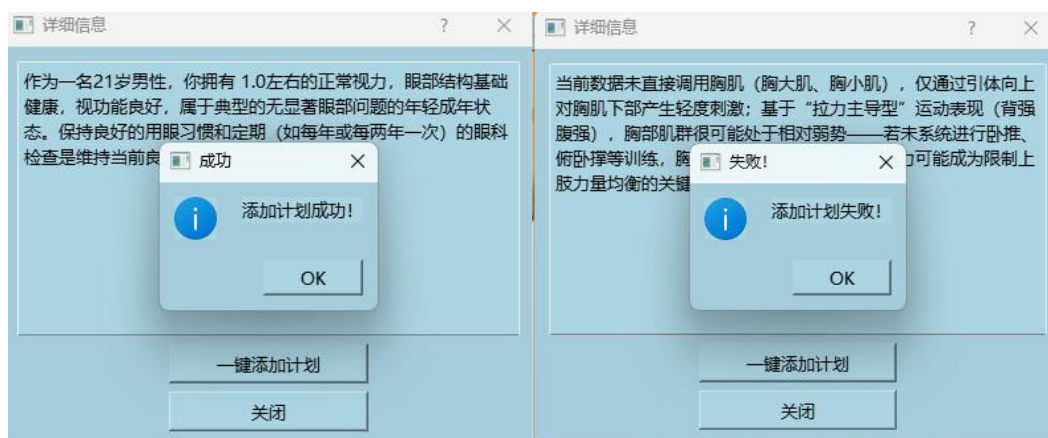 详细信息
?
作为一名21岁男性，你拥有 1.0左右的正常视力，眼部结构基础
健康，视功能良好，属于典型的无显著眼部问题的年轻成年状
态。保持良好的用眼习惯和定期（如每年或每两年一次）的眼科
检查是维持当前良
成功
添加计划成功!
OK
一键添加计划
关闭
详细信息
?
当前数据未直接调用胸肌（胸大肌、胸小肌），仅通过引体向上
对胸肌下部产生轻度刺激；基于“拉力主导型”运动表现（背强
腹强），胸部肌群很可能处于相对弱势——若未系统进行卧推、
俯卧撑等训练，胸 力可能成为限制上
肢力量均衡的关键
失败!
添加计划失败!
OK
一键添加计划
关闭